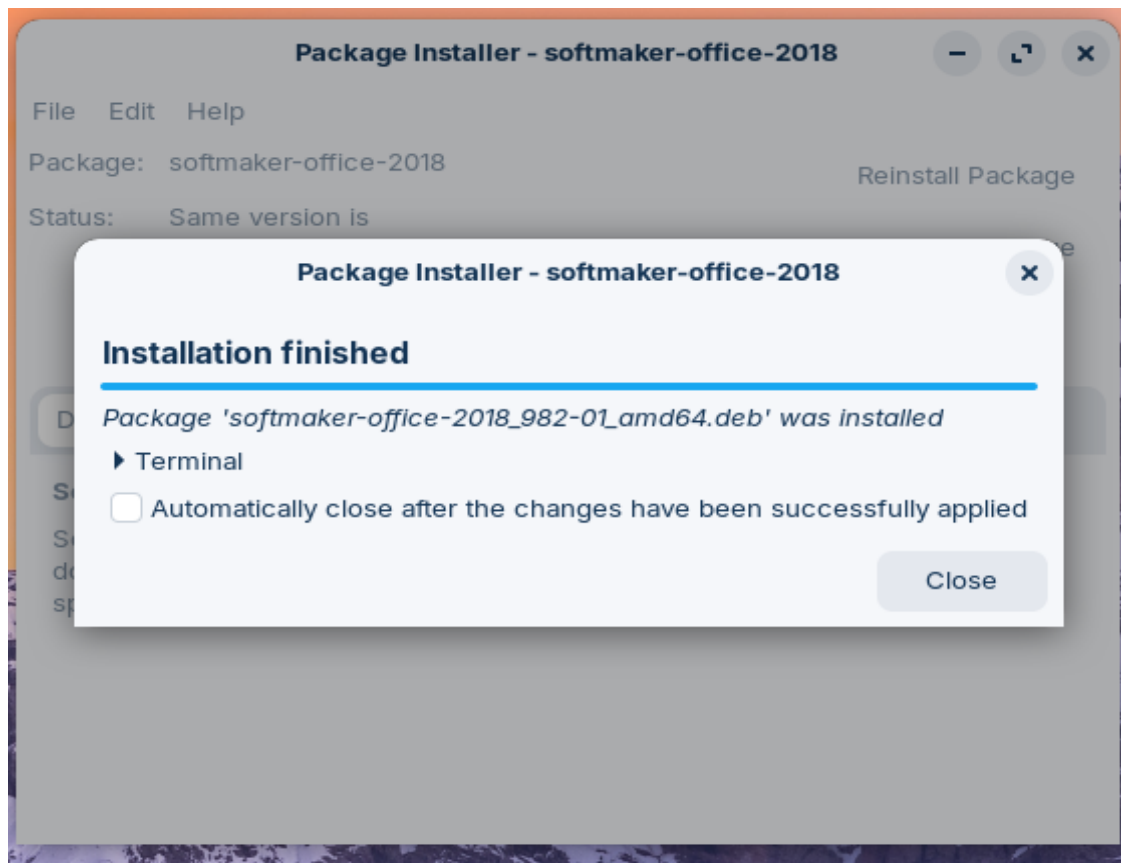 Package Installer - softmaker-office-2018
File Edit Help
Package: softmaker-office-2018
Reinstall Package
Status: Same version is
Package Installer - softmaker-office-2018
Installation finished
Package 'softmaker-office-2018_982-01_amd64.deb' was installed
Terminal
Automatically close after the changes have been successfully applied
Close